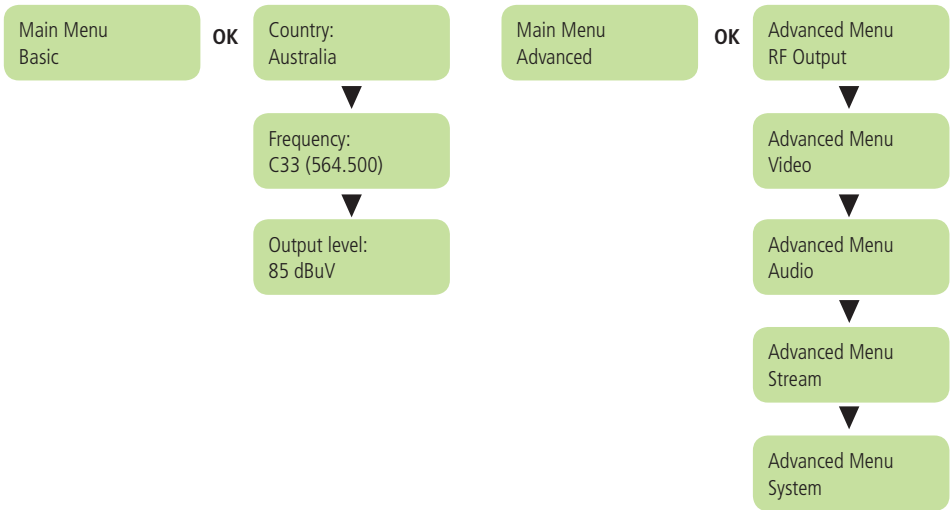 Main Menu
Basic
OK
Country:
Australia
Frequency:
C33 (564.500)
Output level:
85 dBuV
Main Menu
Advanced
OK
Advanced Menu
RF Output
Advanced Menu
Video
Advanced Menu
Audio
Advanced Menu
Stream
Advanced Menu
System